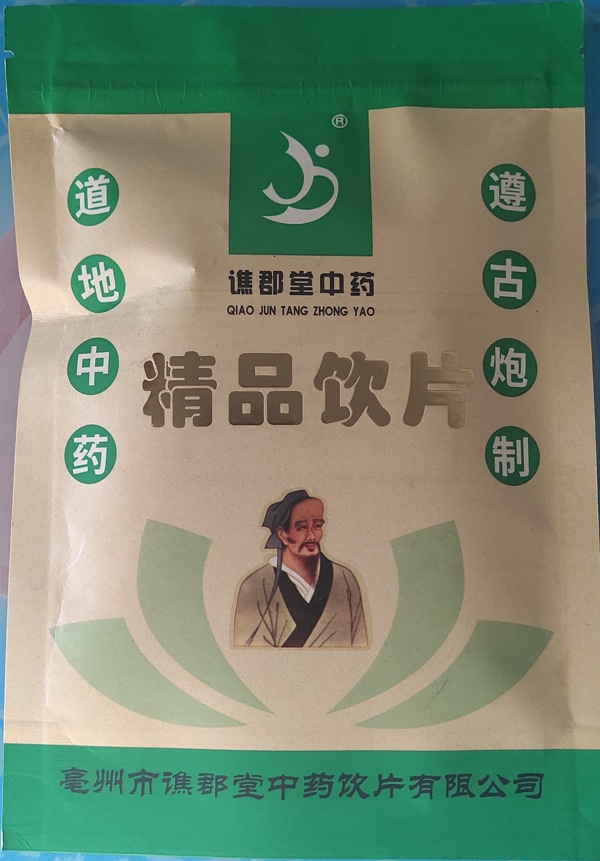 ®
谯郡堂中药
QIAO JUN TANG ZHONG YAO
道地中药
遵古炮制
精品饮片
亳州市谯郡堂中药饮片有限公司